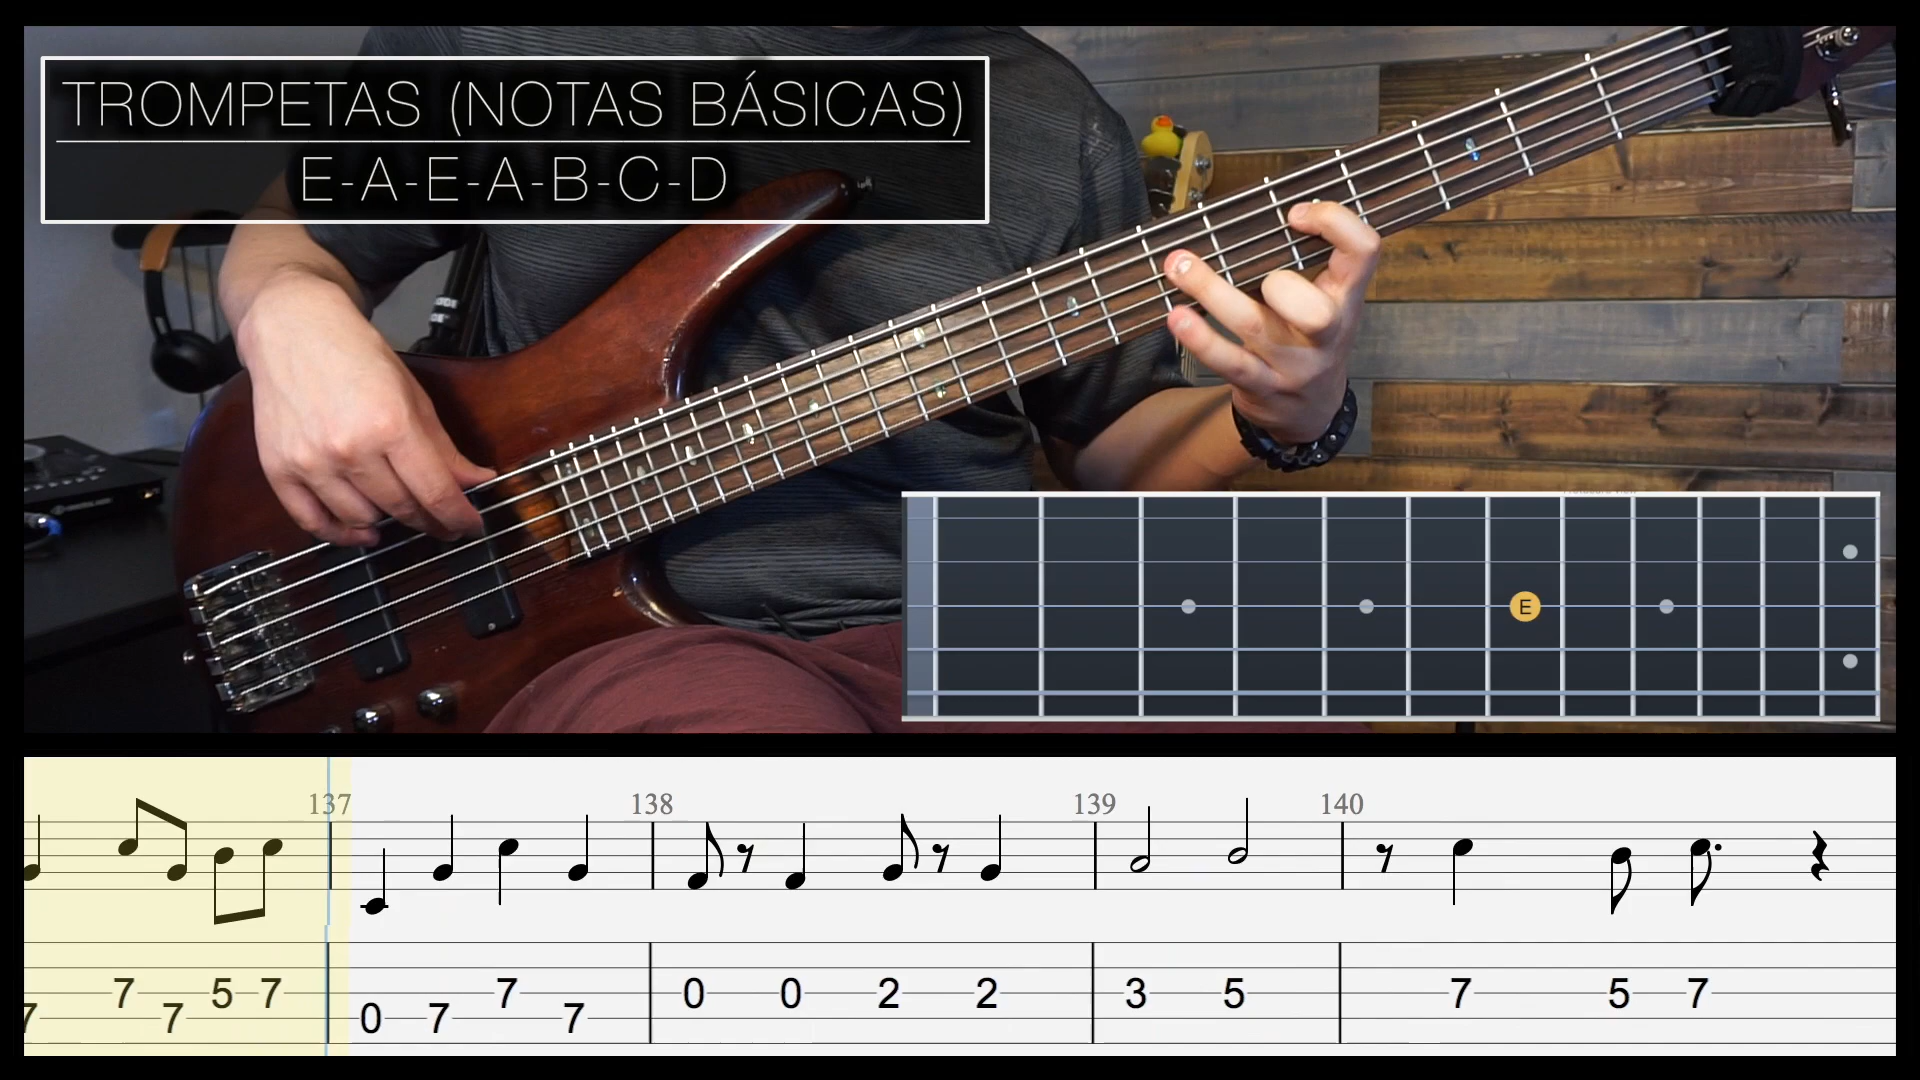 TROMPETAS (NOTAS BÁSICAS)
E-A-E-A-B-C-D
E
137 138 139 140
7 5 7 7 0 0 2 2 3 5 7 5 7
7 7 0 7 7